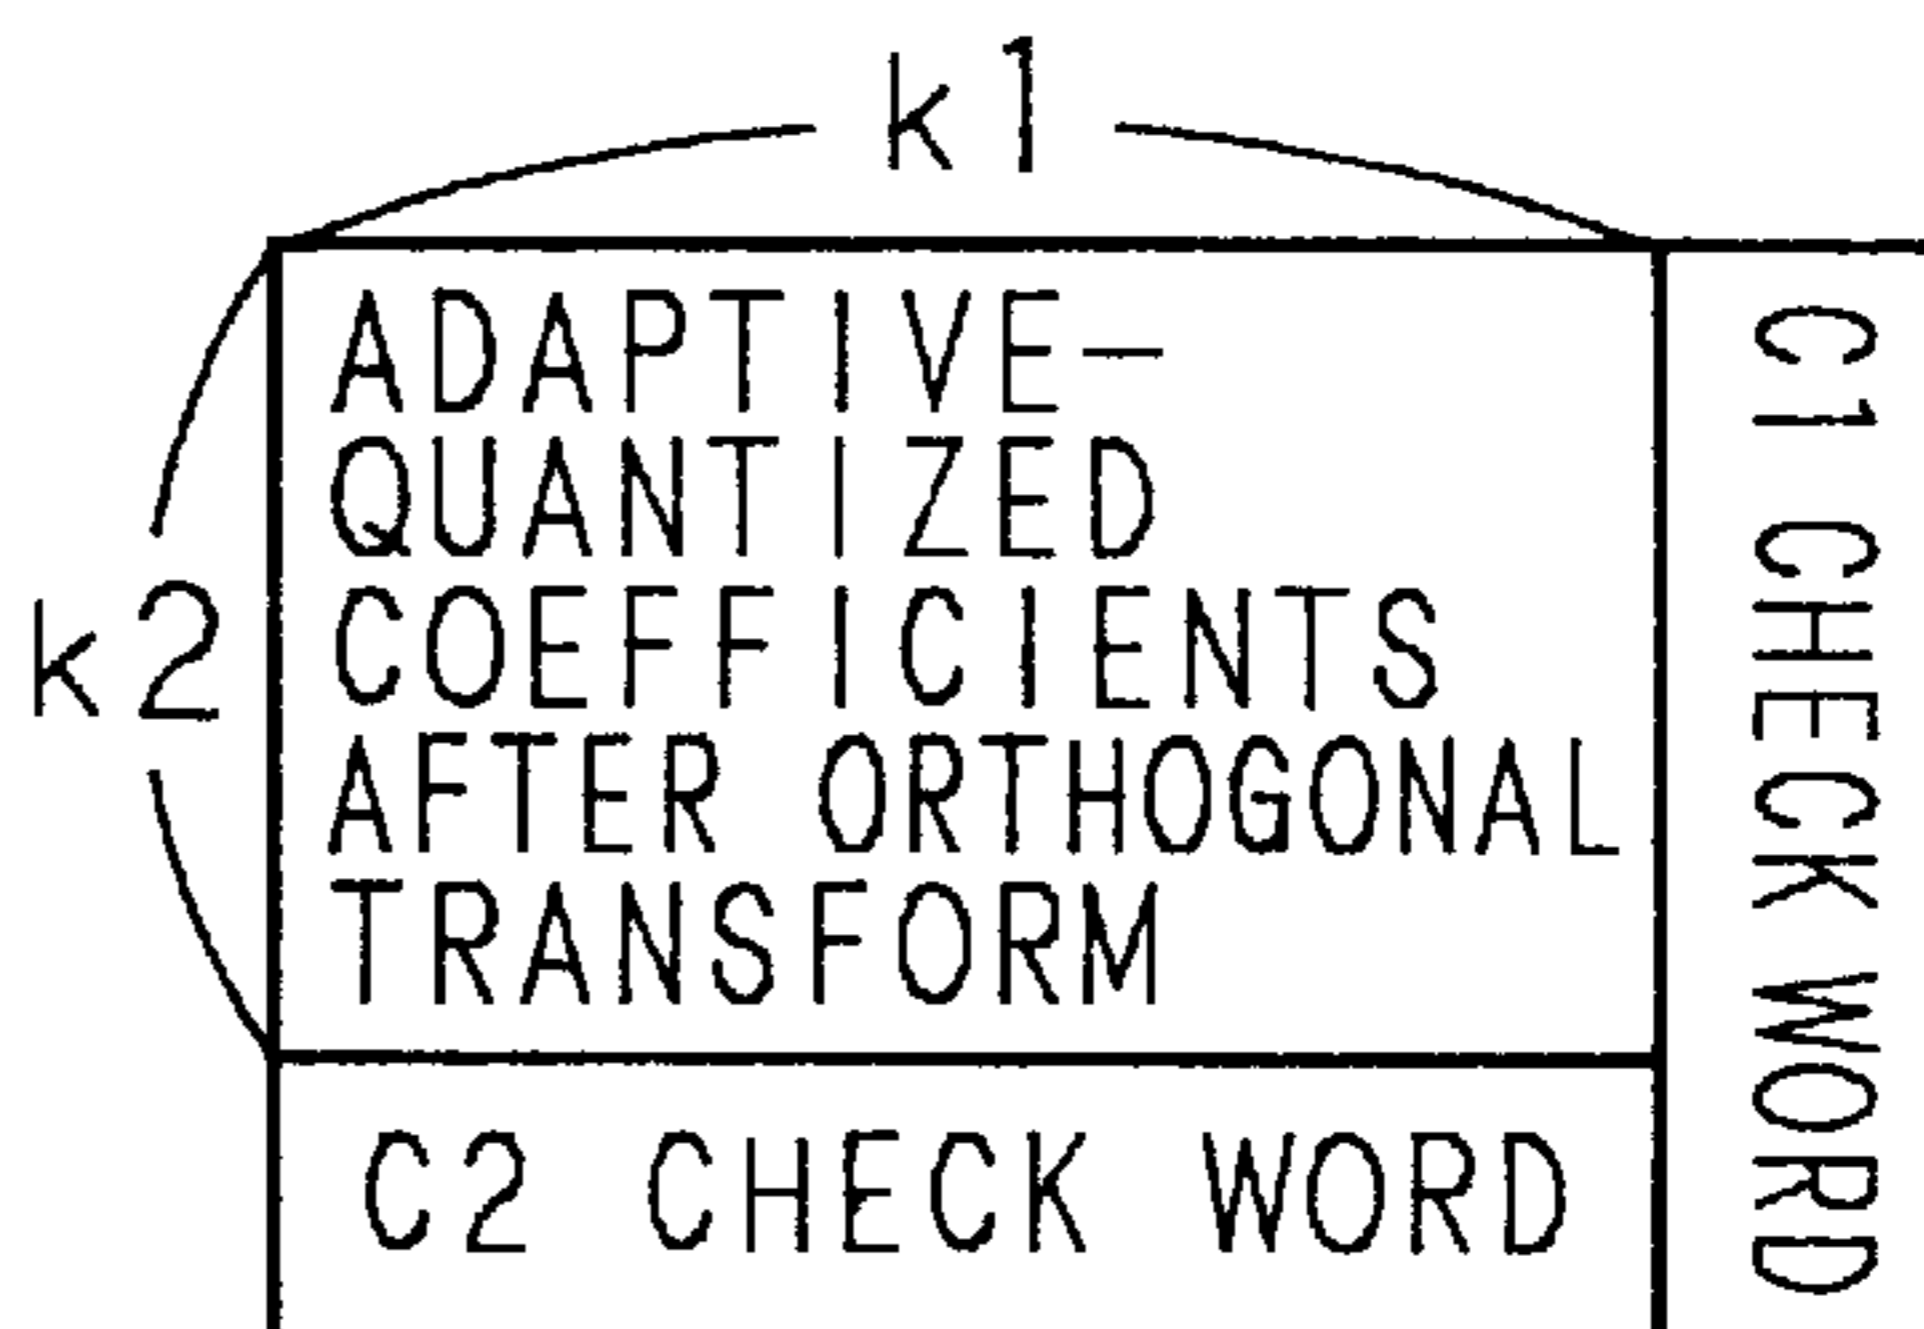 k1
k2
ADAPTIVE-
QUANTIZED
COEFFICIENTS
AFTER ORTHOGONAL
TRANSFORM
C1 CHECK WORD
C2 CHECK WORD